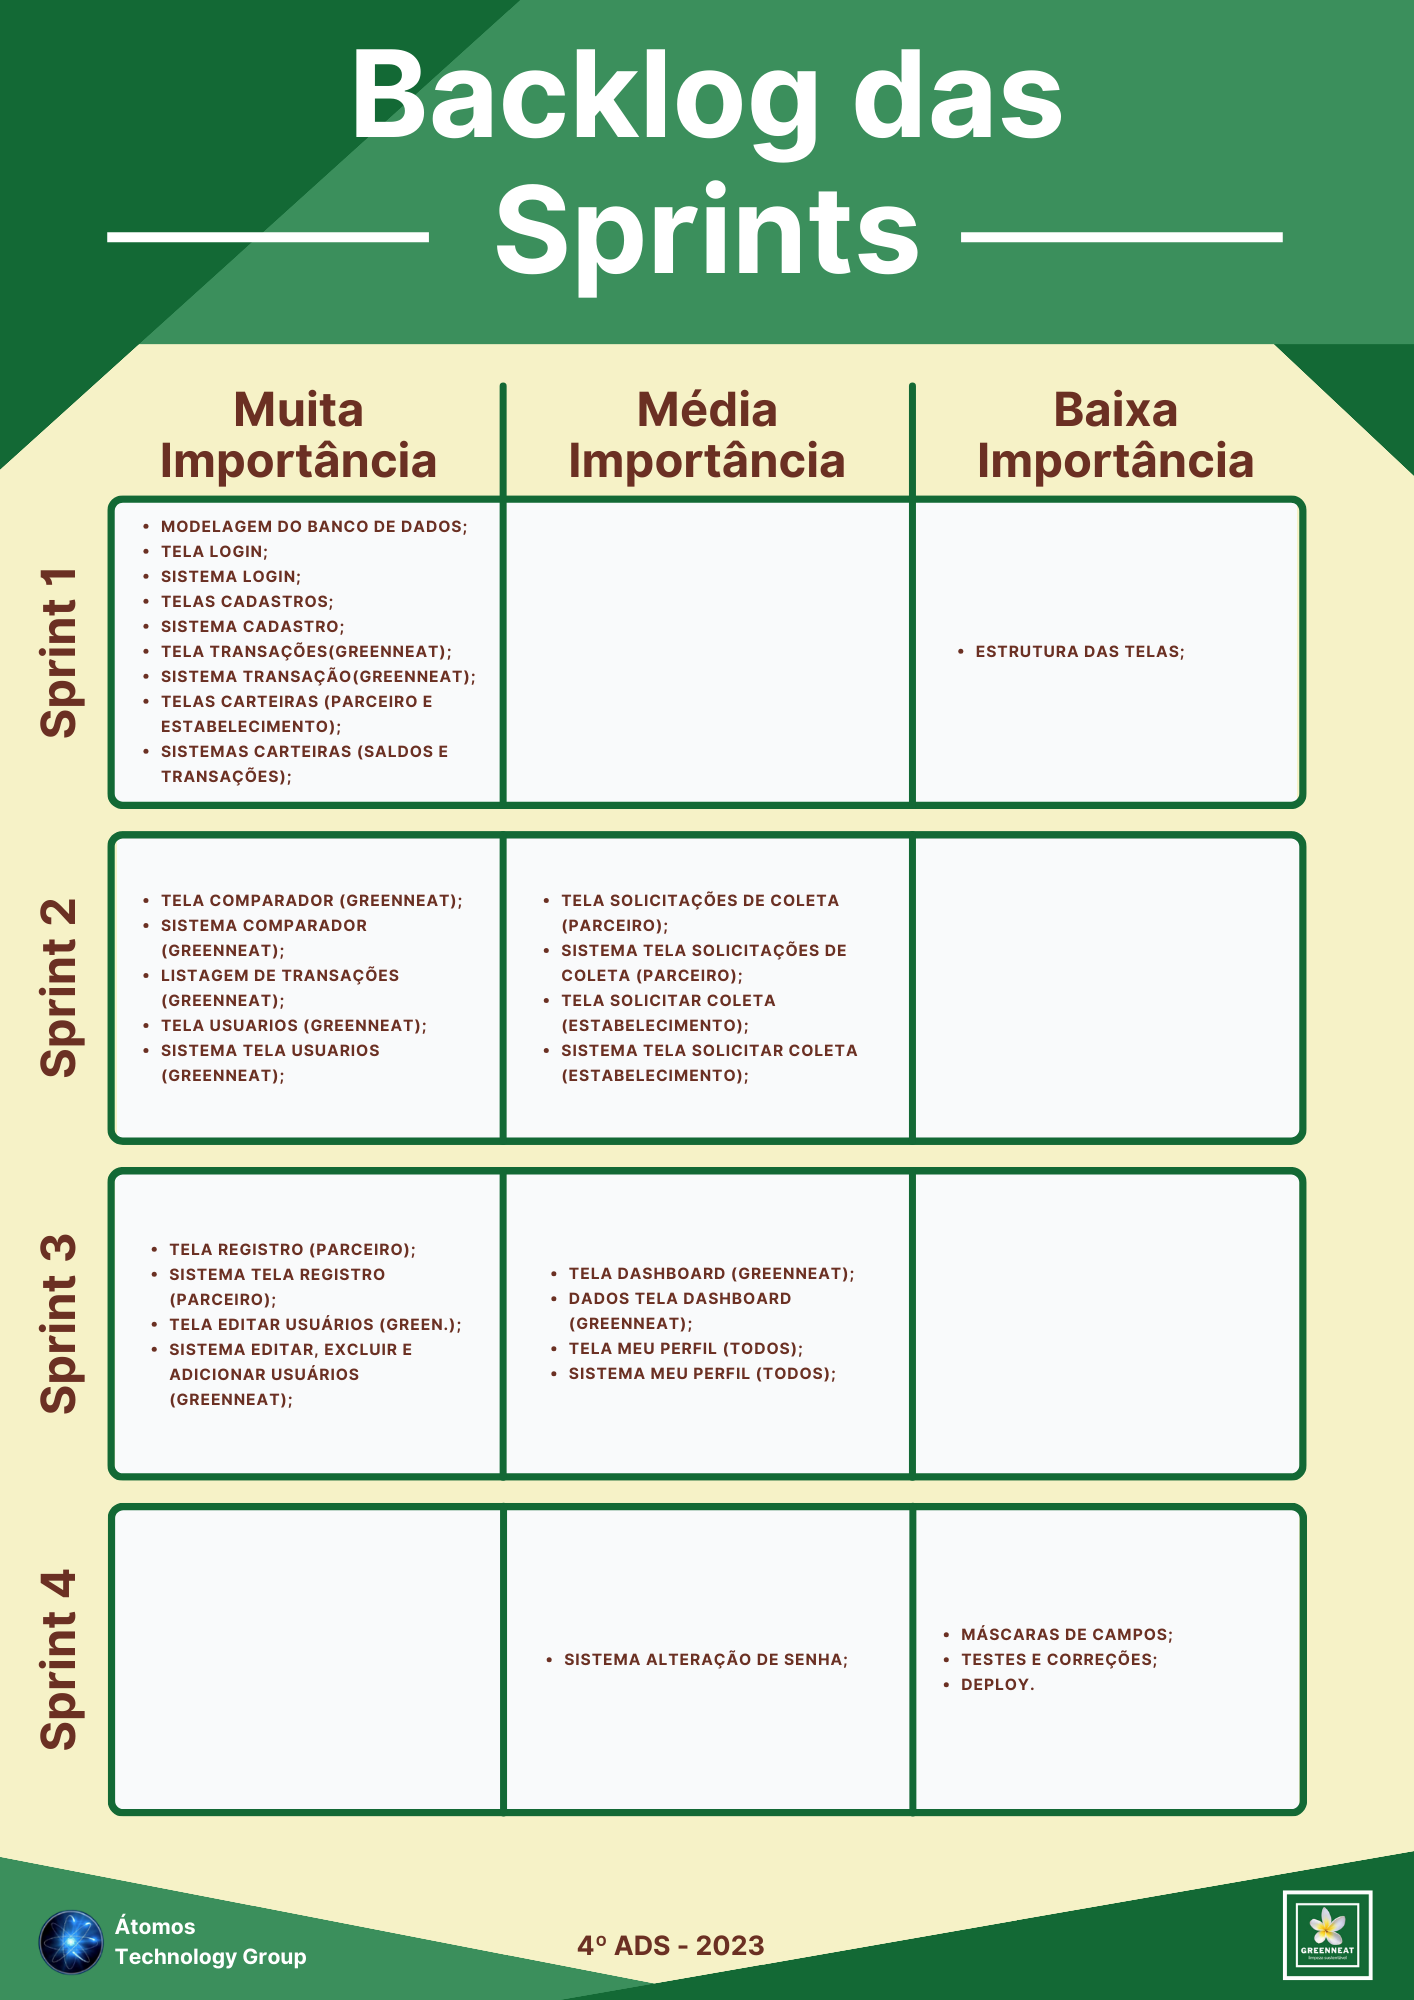 Backlog das
Sprints
Muita
Importância
Média
Importância
Baixa
Importância
Sprint 1
• MODELAGEM DO BANCO DE DADOS;
• TELA LOGIN;
• SISTEMA LOGIN;
• TELAS CADASTROS;
• SISTEMA CADASTRO;
• TELA TRANSAÇÕES(GREENNEAT);
• SISTEMA TRANSAÇÃO(GREENNEAT);
• TELAS CARTEIRAS (PARCEIRO E
ESTABELECIMENTO);
• SISTEMAS CARTEIRAS (SALDOS E
TRANSAÇÕES);
• ESTRUTURA DAS TELAS;
Sprint 2
• TELA COMPARADOR (GREENNEAT);
• SISTEMA COMPARADOR
(GREENNEAT);
• LISTAGEM DE TRANSAÇÕES
(GREENNEAT);
• TELA USUARIOS (GREENNEAT);
• SISTEMA TELA USUARIOS
(GREENNEAT);
• TELA SOLICITAÇÕES DE COLETA
(PARCEIRO);
• SISTEMA TELA SOLICITAÇÕES DE
COLETA (PARCEIRO);
• TELA SOLICITAR COLETA
(ESTABELECIMENTO);
• SISTEMA TELA SOLICITAR COLETA
(ESTABELECIMENTO);
Sprint 3
• TELA REGISTRO (PARCEIRO);
• SISTEMA TELA REGISTRO
(PARCEIRO);
• TELA EDITAR USUÁRIOS (GREEN.);
• SISTEMA EDITAR, EXCLUIR E
ADICIONAR USUÁRIOS
(GREENNEAT);
• TELA DASHBOARD (GREENNEAT);
• DADOS TELA DASHBOARD
(GREENNEAT);
• TELA MEU PERFIL (TODOS);
• SISTEMA MEU PERFIL (TODOS);
Sprint 4
• SISTEMA ALTERAÇÃO DE SENHA;
• MÁSCARAS DE CAMPOS;
• TESTES E CORREÇÕES;
• DEPLOY.
Átomos
Technology Group
4º ADS - 2023
GREENNEAT
limpeza sustentável